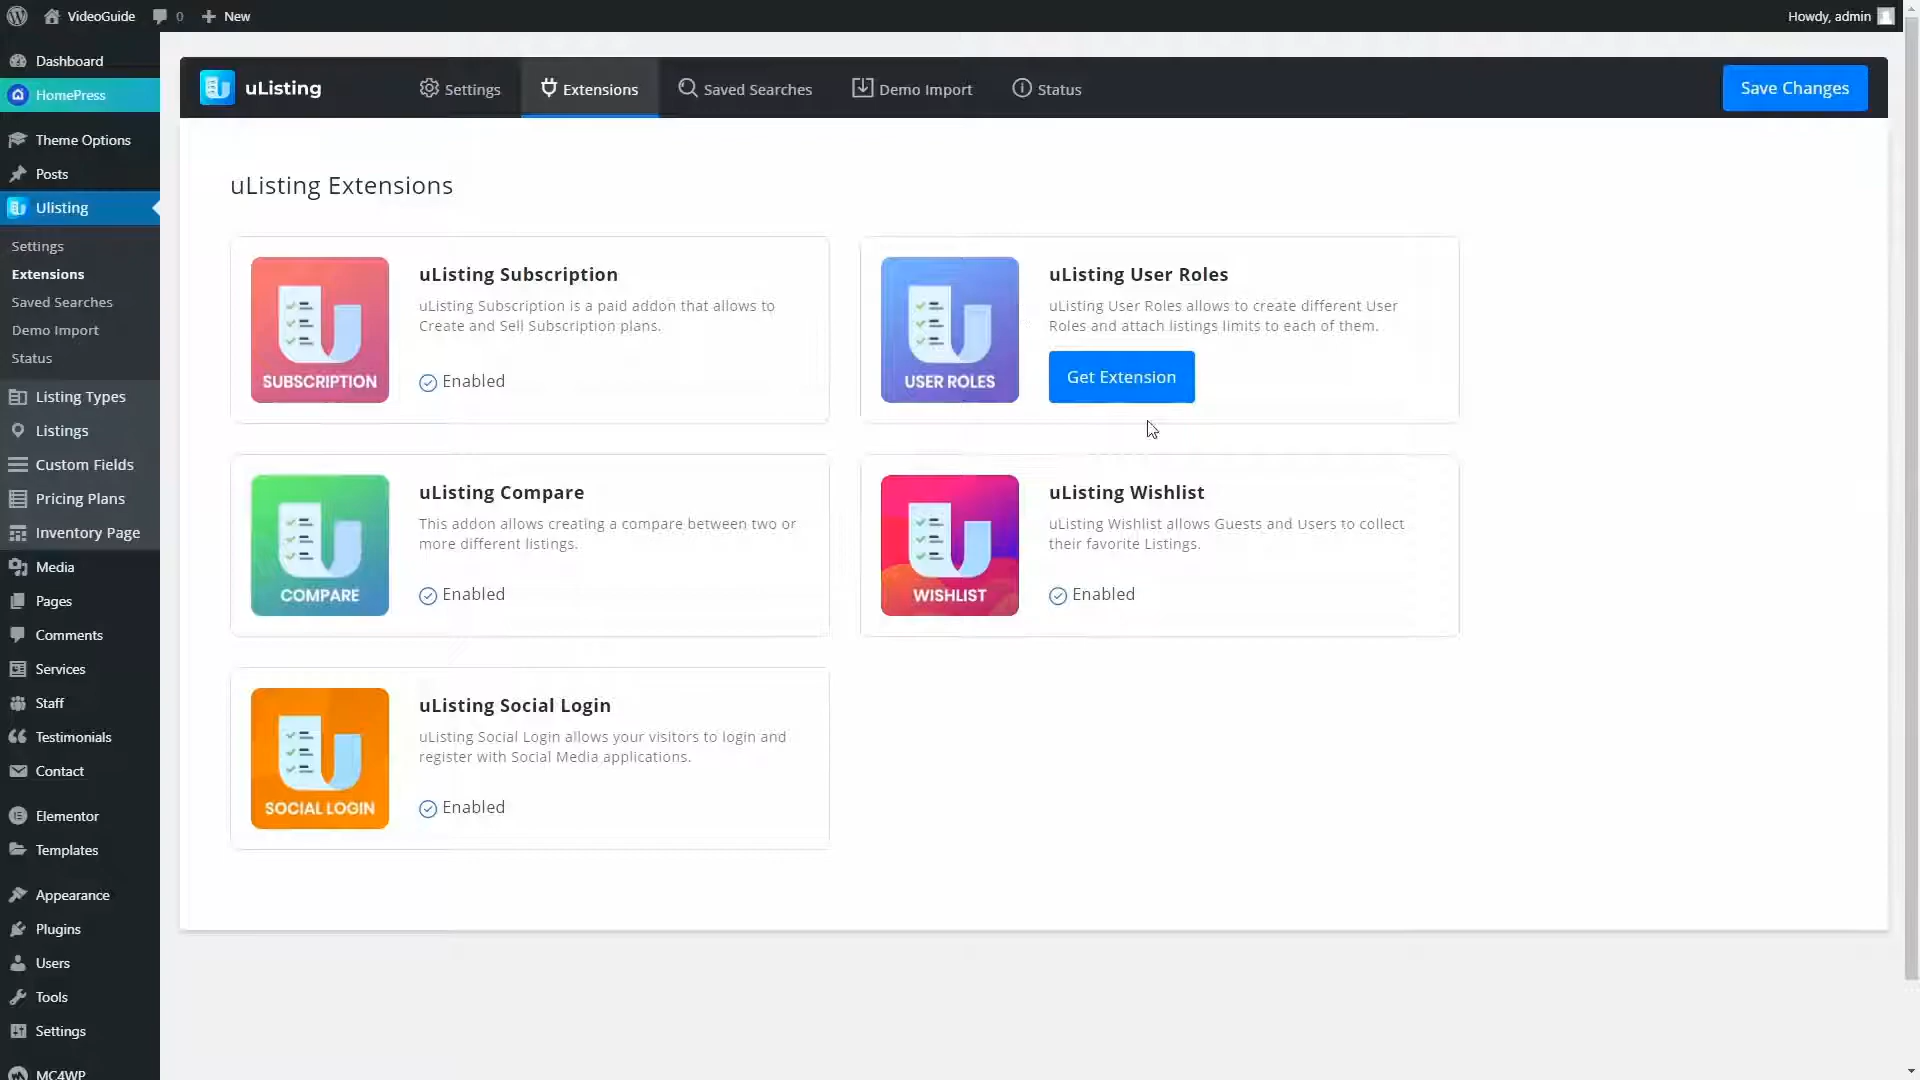 VideoGuide
0
New
Howdy, admin
Dashboard
HomePress
Theme Options
Posts
Ulisting
Settings
Extensions
Saved Searches
Demo Import
Status
Listing Types
Listings
Custom Fields
Pricing Plans
Inventory Page
Media
Pages
Comments
Services
Staff
Testimonials
Contact
Elementor
Templates
Appearance
Plugins
Users
Tools
Settings
MC4WP
uListing
Settings
Extensions
Saved Searches
Demo Import
Status
Save Changes
uListing Extensions
SUBSCRIPTION
uListing Subscription
uListing Subscription is a paid addon that allows to
Create and Sell Subscription plans.
Enabled
USER ROLES
uListing User Roles
uListing User Roles allows to create different User
Roles and attach listings limits to each of them.
Get Extension
COMPARE
uListing Compare
This addon allows creating a compare between two or
more different listings.
Enabled
WISHLIST
uListing Wishlist
uListing Wishlist allows Guests and Users to collect
their favorite Listings.
Enabled
SOCIAL LOGIN
uListing Social Login
uListing Social Login allows your visitors to login and
register with Social Media applications.
Enabled